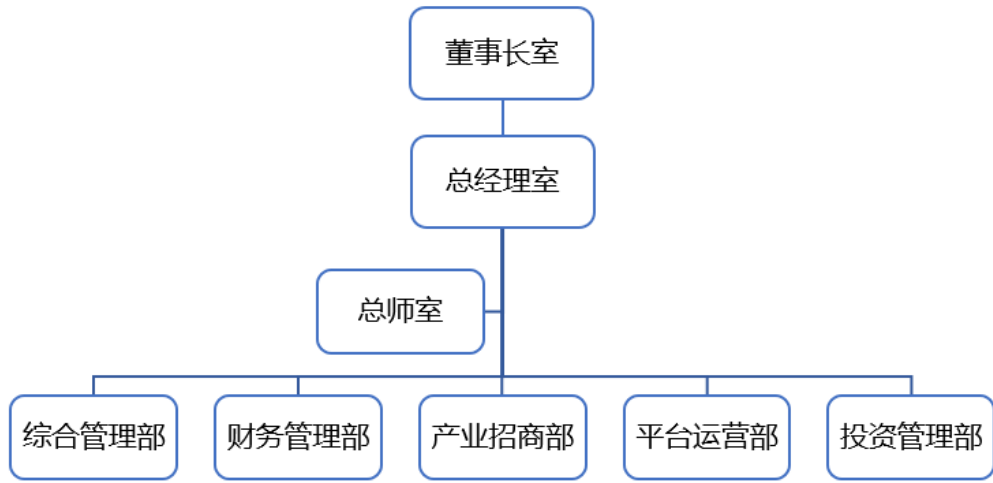 董事长室
总经理室
总师室
综合管理部
财务管理部
产业招商部
平台运营部
投资管理部